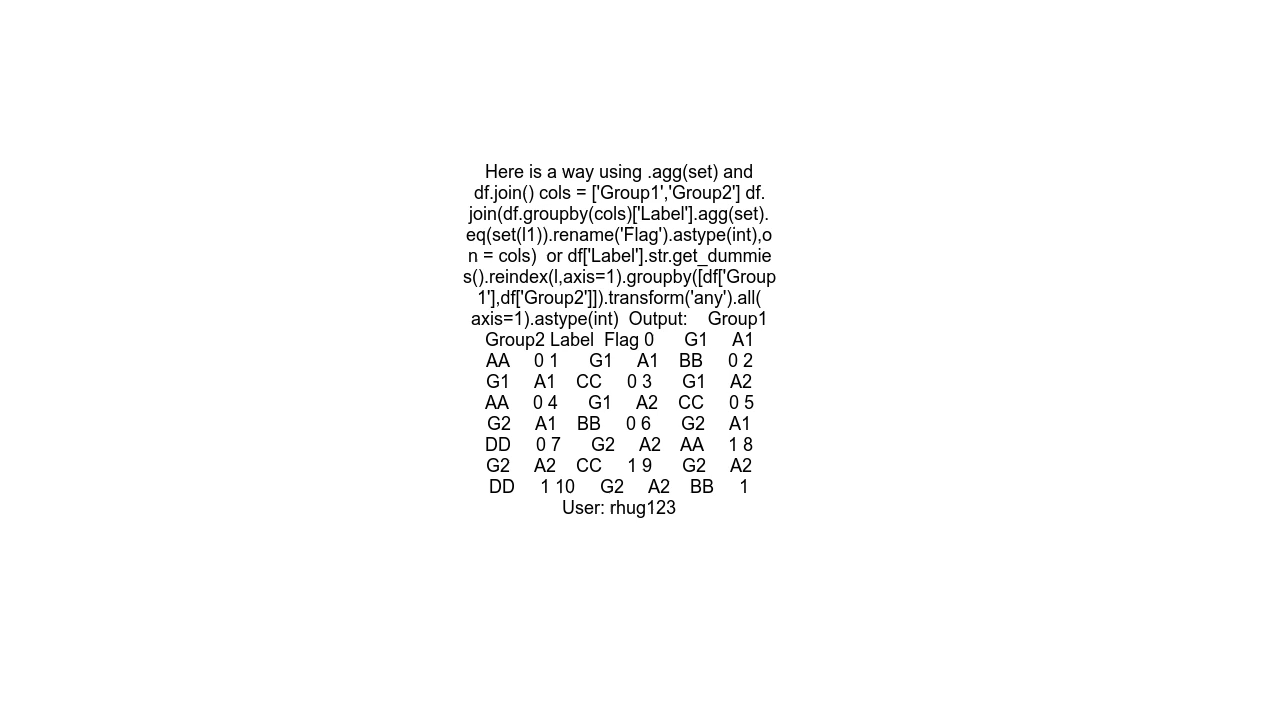 Here is a way using .agg(set) and
df.join() cols = ['Group1','Group2'] df.
join(df.groupby(cols)['Label'].agg(set).
eq(set(l1)).rename('Flag').astype(int),o
n = cols)  or df['Label'].str.get_dummie
s().reindex(l,axis=1).groupby([df['Group
1'],df['Group2']]).transform('any').all(
axis=1).astype(int)  Output:    Group1
Group2 Label  Flag 0      G1     A1
AA     0 1      G1     A1    BB     0 2
G1     A1    CC     0 3      G1     A2
AA     0 4      G1     A2    CC     0 5
G2     A1    BB     0 6      G2     A1
DD     0 7      G2     A2    AA     1 8
G2     A2    CC     1 9      G2     A2
DD     1 10     G2     A2    BB     1
User: rhug123